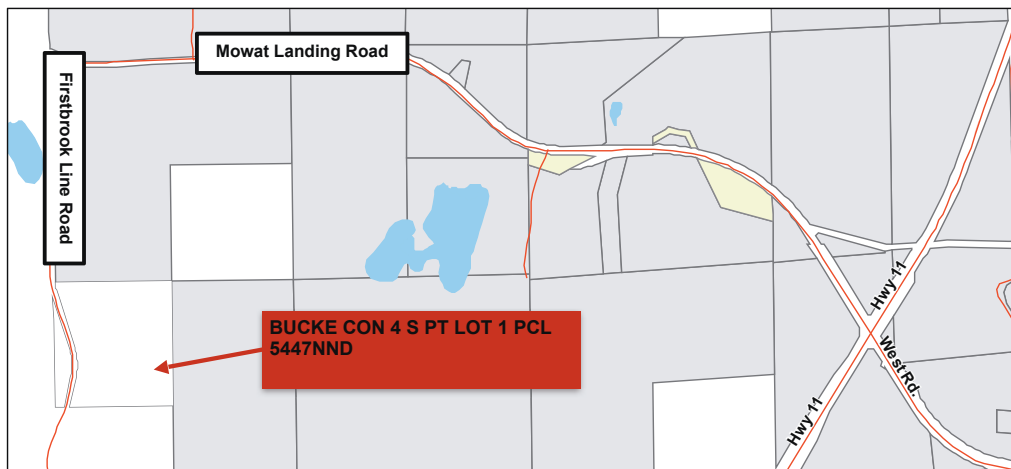 Mowat Landing Road
Firstbrook Line Road
Hwy 11
BUCKE CON 4 S PT LOT 1 PCL
5447NND
West Rd.
Hwy 11